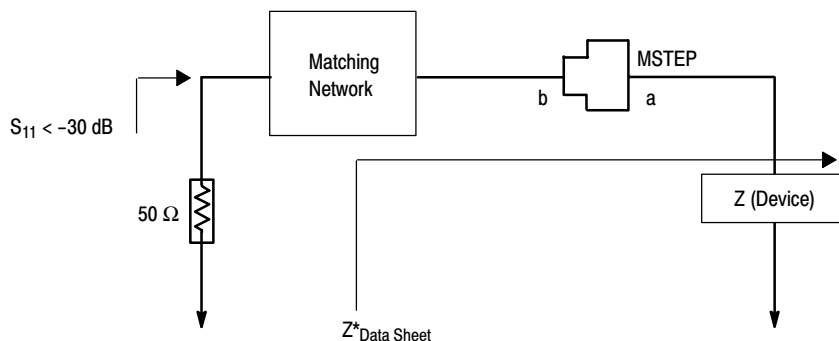 Matching
Network
MSTEP
b
a
S11 < –30 dB
50 Ω
Z (Device)
Z*Data Sheet